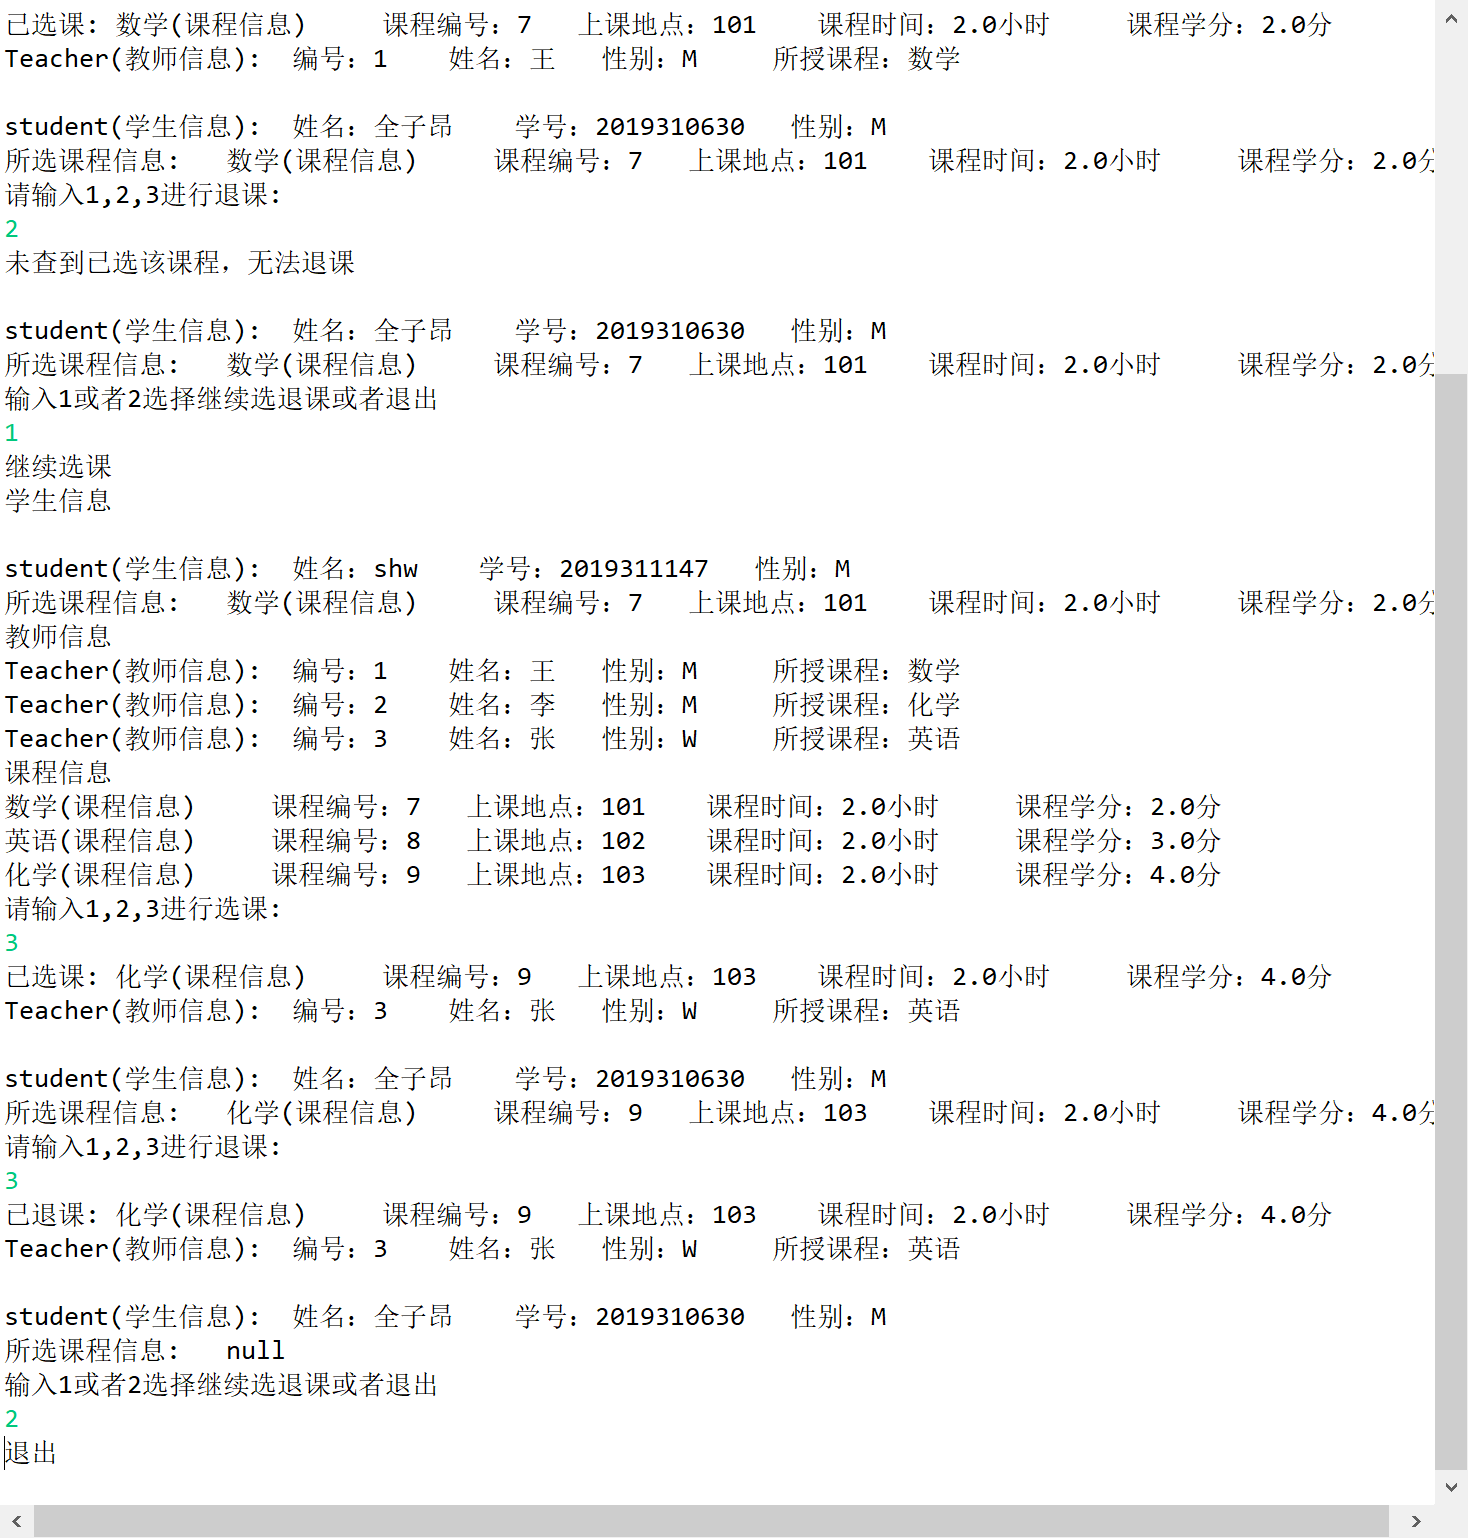 已选课: 数学(课程信息) 课程编号: 7 上课地点: 101 课程时间: 2.0小时 课程学分: 2.0分
Teacher(教师信息): 编号: 1 姓名: 王 性别: M 所授课程: 数学
student(学生信息): 姓名: 全子昂 学号: 2019310630 性别: M
所选课程信息: 数学(课程信息) 课程编号: 7 上课地点: 101 课程时间: 2.0小时 课程学分: 2.0分
请输入1,2,3进行退课:
2
未查到已选该课程，无法退课
student(学生信息): 姓名: 全子昂 学号: 2019310630 性别: M
所选课程信息: 数学(课程信息) 课程编号: 7 上课地点: 101 课程时间: 2.0小时 课程学分: 2.0分
输入1或者2选择继续选退课或者退出
1
继续选课
学生信息
student(学生信息): 姓名: shw 学号: 2019311147 性别: M
所选课程信息: 数学(课程信息) 课程编号: 7 上课地点: 101 课程时间: 2.0小时 课程学分: 2.0分
教师信息
Teacher(教师信息): 编号: 1 姓名: 王 性别: M 所授课程: 数学
Teacher(教师信息): 编号: 2 姓名: 李 性别: M 所授课程: 化学
Teacher(教师信息): 编号: 3 姓名: 张 性别: W 所授课程: 英语
课程信息
数学(课程信息) 课程编号: 7 上课地点: 101 课程时间: 2.0小时 课程学分: 2.0分
英语(课程信息) 课程编号: 8 上课地点: 102 课程时间: 2.0小时 课程学分: 3.0分
化学(课程信息) 课程编号: 9 上课地点: 103 课程时间: 2.0小时 课程学分: 4.0分
请输入1,2,3进行选课:
3
已选课: 化学(课程信息) 课程编号: 9 上课地点: 103 课程时间: 2.0小时 课程学分: 4.0分
Teacher(教师信息): 编号: 3 姓名: 张 性别: W 所授课程: 英语
student(学生信息): 姓名: 全子昂 学号: 2019310630 性别: M
所选课程信息: 化学(课程信息) 课程编号: 9 上课地点: 103 课程时间: 2.0小时 课程学分: 4.0分
请输入1,2,3进行退课:
3
已退课: 化学(课程信息) 课程编号: 9 上课地点: 103 课程时间: 2.0小时 课程学分: 4.0分
Teacher(教师信息): 编号: 3 姓名: 张 性别: W 所授课程: 英语
student(学生信息): 姓名: 全子昂 学号: 2019310630 性别: M
所选课程信息: null
输入1或者2选择继续选退课或者退出
2
退出